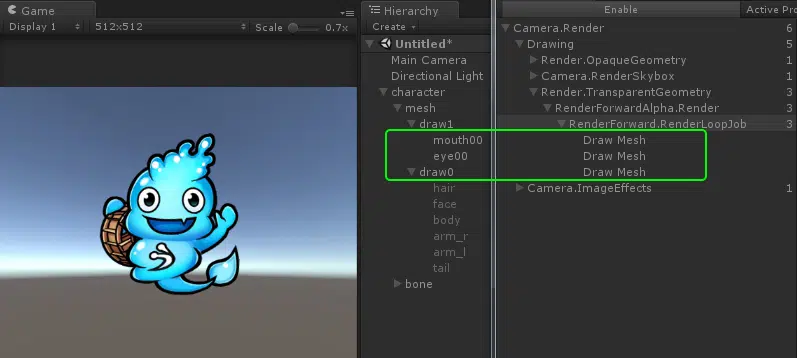 Game
Display 1
512x512
Scale
0.7x
Hierarchy
Create
Untitled*
Main Camera
Directional Light
character
mesh
draw1
mouth00
eye00
draw0
hair
face
body
arm_r
arm_l
tail
bone
Enable
Active Pro
Camera.Render 6
Drawing 5
Render.OpaqueGeometry 1
Camera.RenderSkybox 1
Render.TransparentGeometry 3
RenderForwardAlpha.Render 3
RenderForward.RenderLoopJob 3
Draw Mesh
Draw Mesh
Draw Mesh
Camera.ImageEffects 1